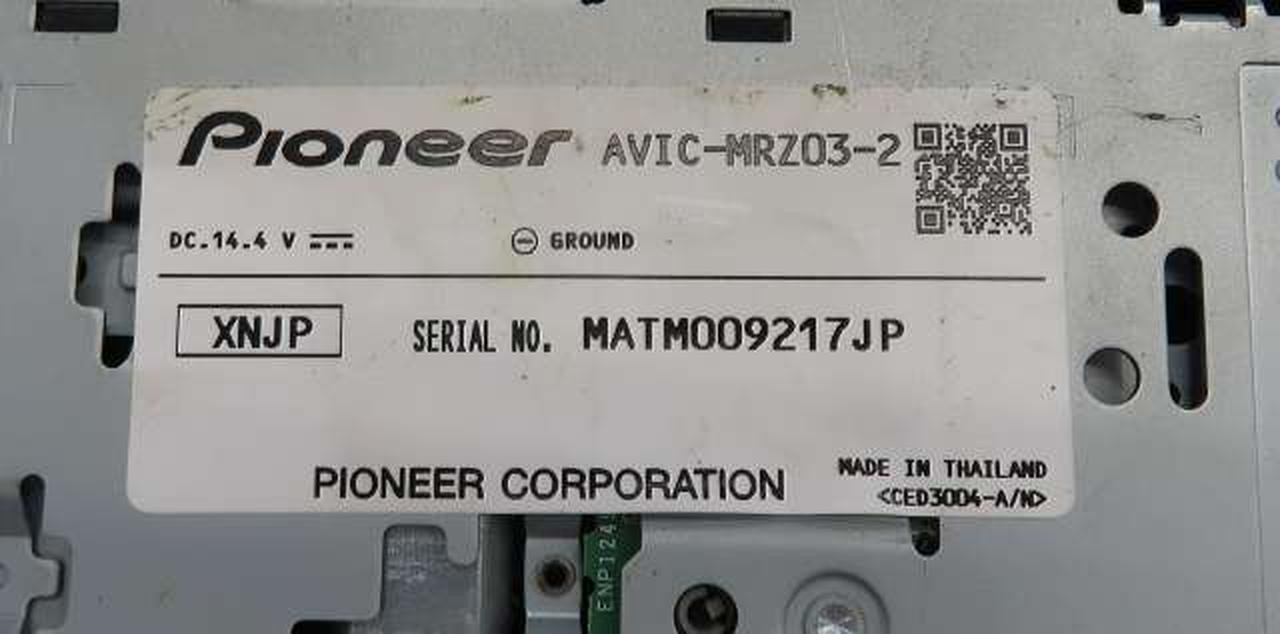 Pioneer AVIC-MRZ03-2
DC.14.4 V ⊖ GROUND
XNJP SERIAL NO. MATM009217JP
PIONEER CORPORATION
MADE IN THAILAND
<CED3004-A/N>